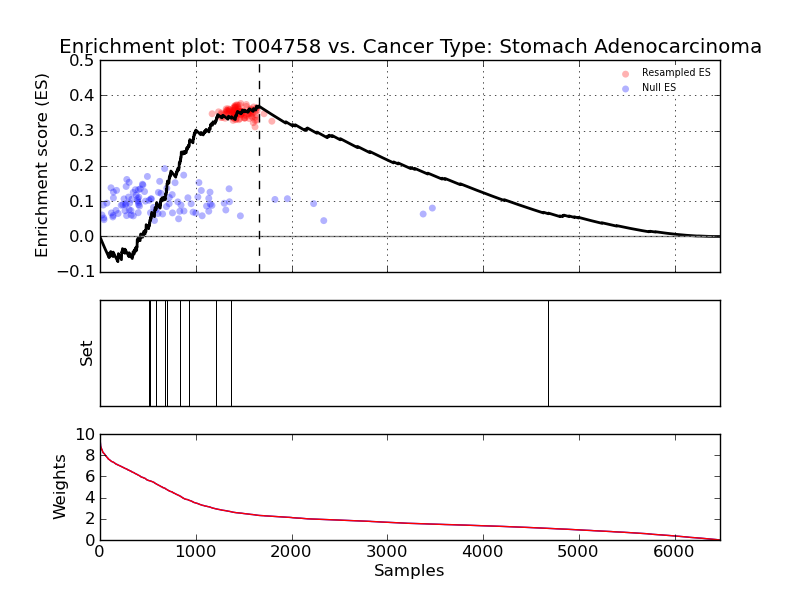 Enrichment plot: T004758 vs. Cancer Type: Stomach Adenocarcinoma
0.5
0.4
0.3
0.2
0.1
0.0
−0.1
Enrichment score (ES)
Resampled ES
Null ES
Set
10
8
6
4
2
0
Weights
0 1000 2000 3000 4000 5000 6000
Samples